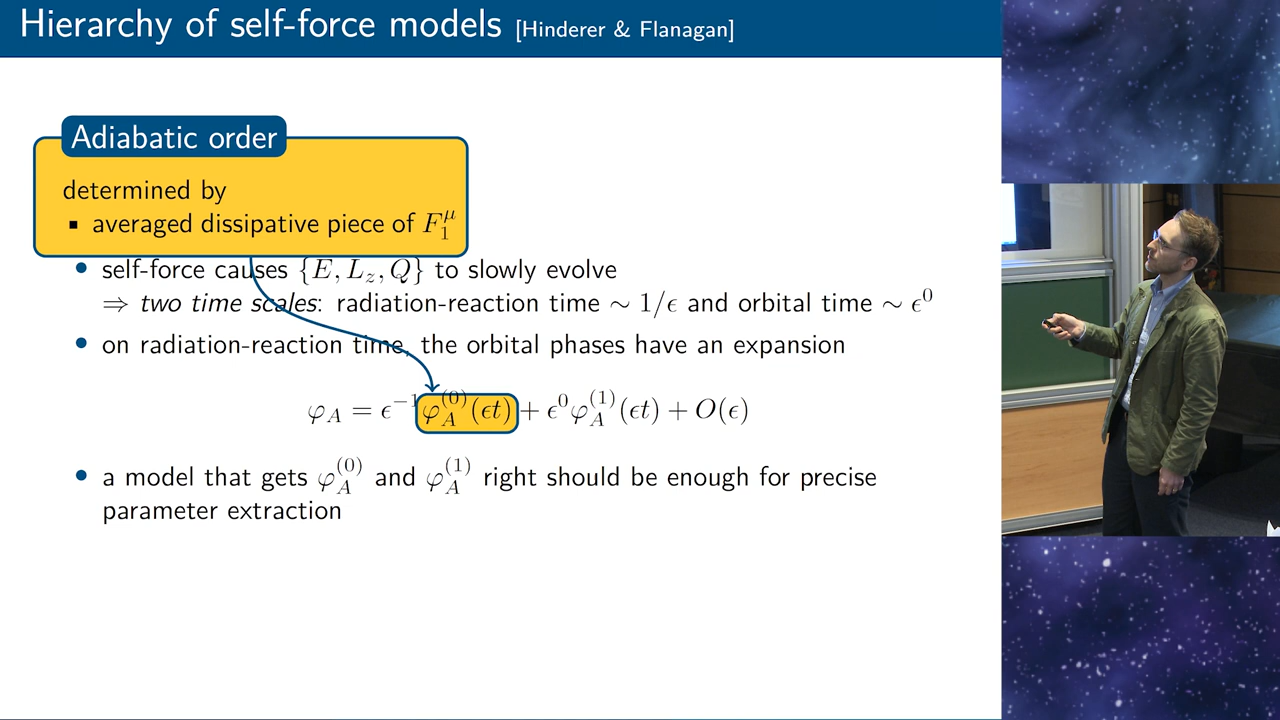 Hierarchy of self-force models [Hinderer & Flanagan]
Adiabatic order
determined by
▪ averaged dissipative piece of F₁^μ
• self-force causes {E, L_z, Q} to slowly evolve
⇒ two time scales: radiation-reaction time ∼ 1/ϵ and orbital time ∼ ϵ⁰
• on radiation-reaction time, the orbital phases have an expansion
φ_A = ϵ⁻¹φ_A^(0)(ϵt) + ϵ⁰φ_A^(1)(ϵt) + O(ϵ)
• a model that gets φ_A^(0) and φ_A^(1) right should be enough for precise
parameter extraction